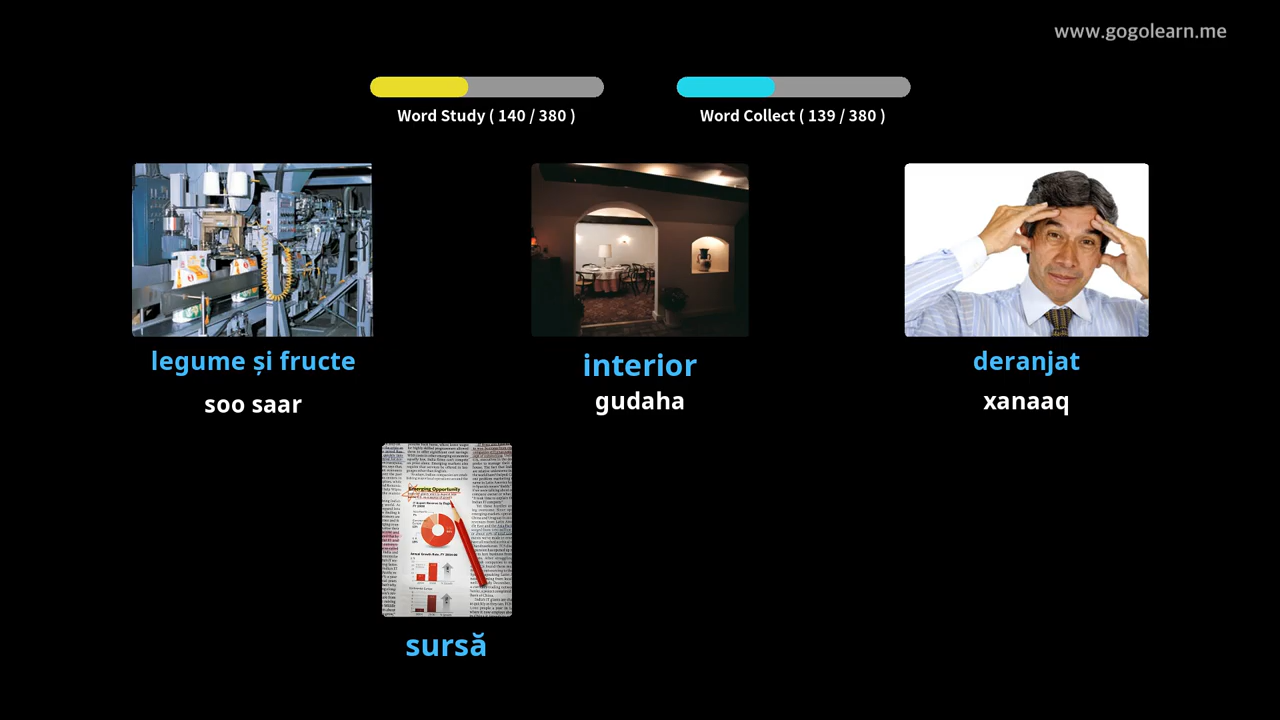 www.gogolearn.me
Word Study ( 140 / 380 )
Word Collect ( 139 / 380 )
legume și fructe
interior
deranjat
soo saar
gudaha
xanaaq
Emerging Opportunity
sursă